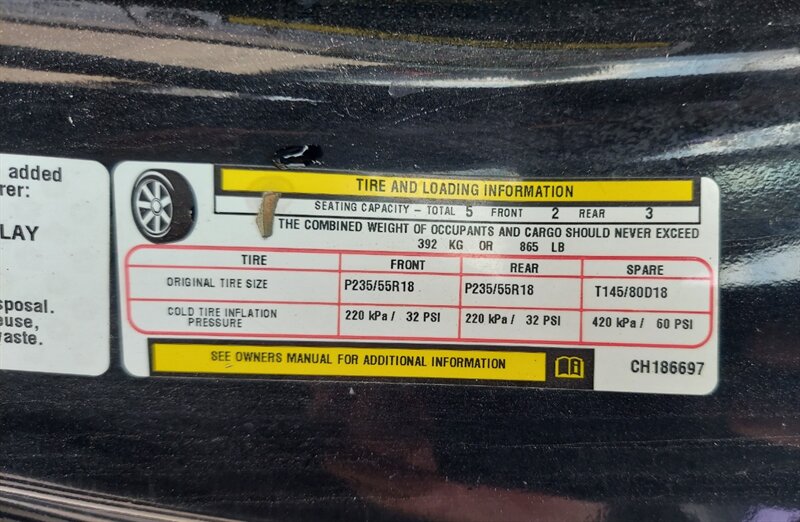 added
rer:
LAY
sposal.
euse,
waste.
TIRE AND LOADING INFORMATION
SEATING CAPACITY - TOTAL 5 FRONT 2 REAR 3
THE COMBINED WEIGHT OF OCCUPANTS AND CARGO SHOULD NEVER EXCEED
392 KG OR 865 LB
TIRE FRONT REAR SPARE
ORIGINAL TIRE SIZE P235/55R18 P235/55R18 T145/80D18
COLD TIRE INFLATION PRESSURE 220 kPa / 32 PSI 220 kPa / 32 PSI 420 kPa / 60 PSI
SEE OWNERS MANUAL FOR ADDITIONAL INFORMATION
CH186697